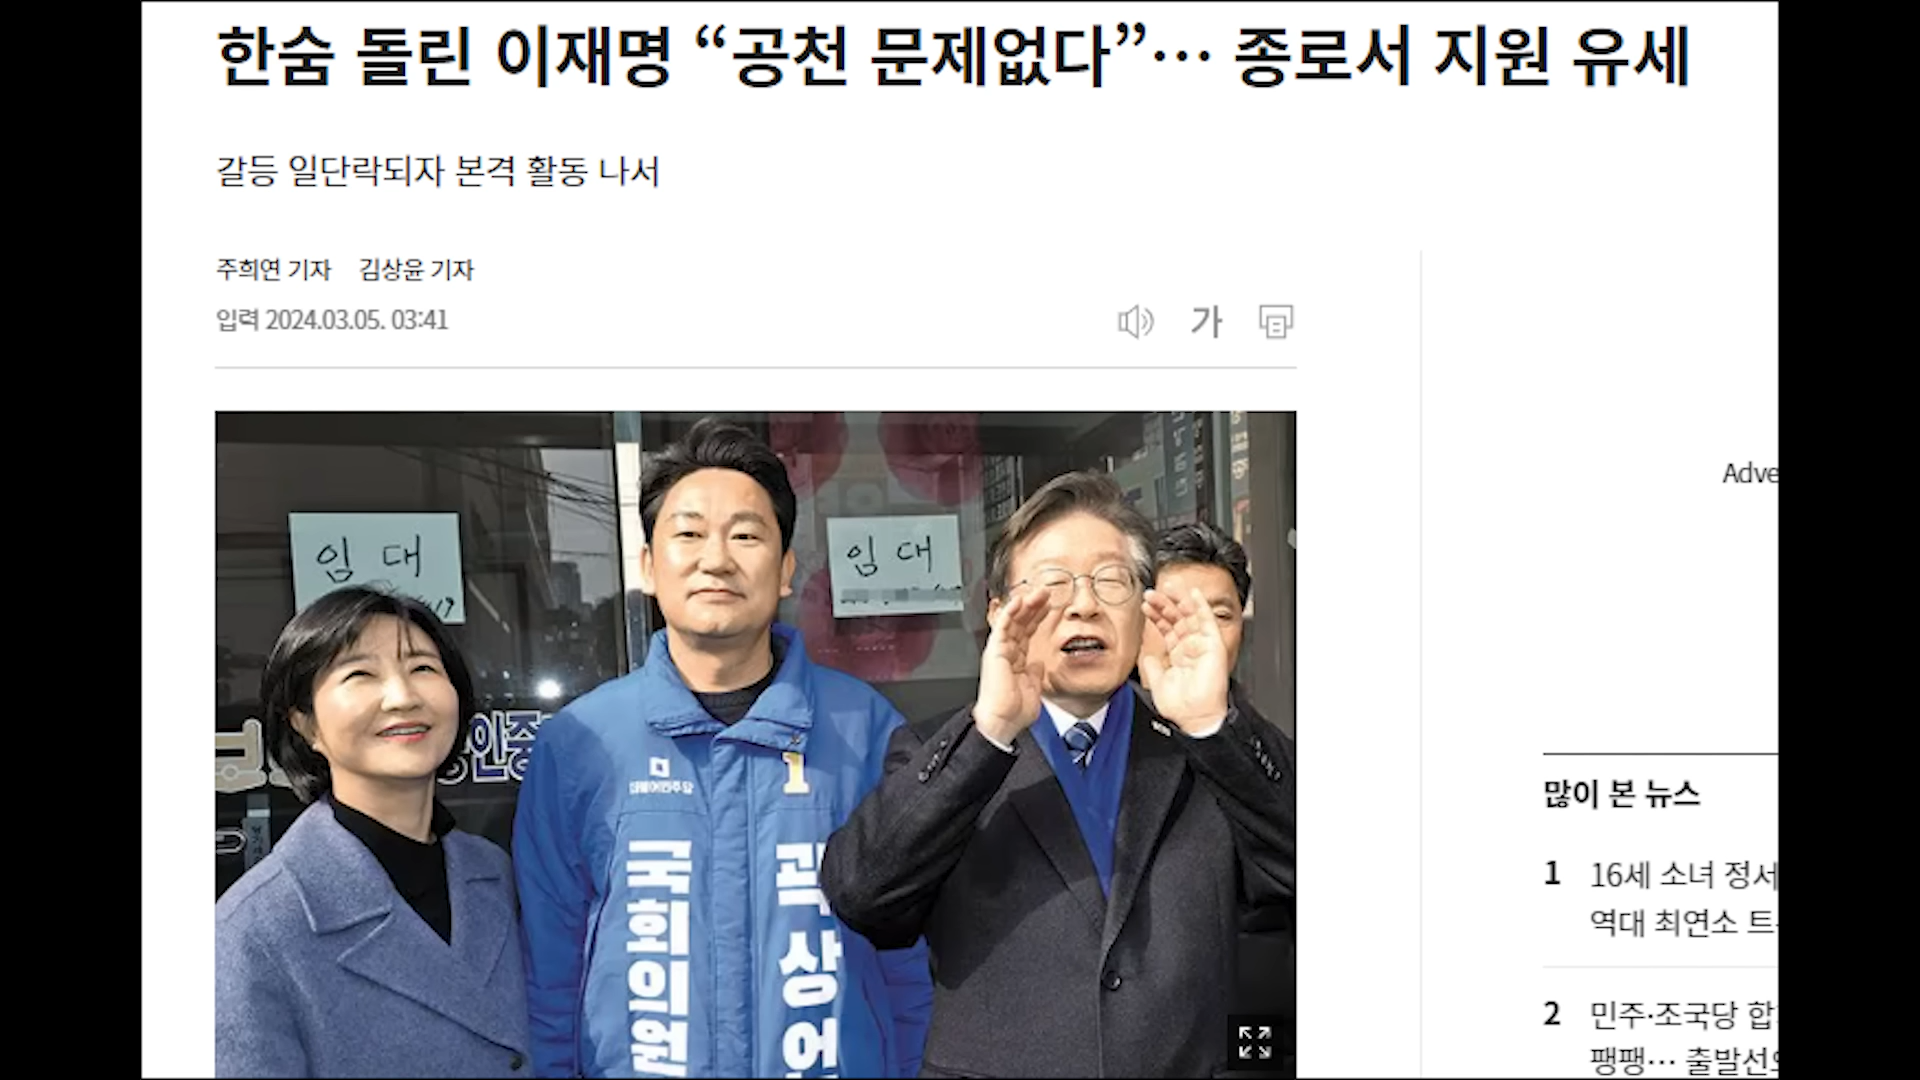 한숨 돌린 이재명 “공천 문제없다”… 종로서 지원 유세
갈등 일단락되자 본격 활동 나서
주희연 기자 김상윤 기자
입력 2024.03.05. 03:41
가
Adve
임 대
임 대
더불어민주당
1
국회의원
곽상언
많이 본 뉴스
1 16세 소녀 정서
역대 최연소 트
2 민주·조국당 합
팽팽… 출발선